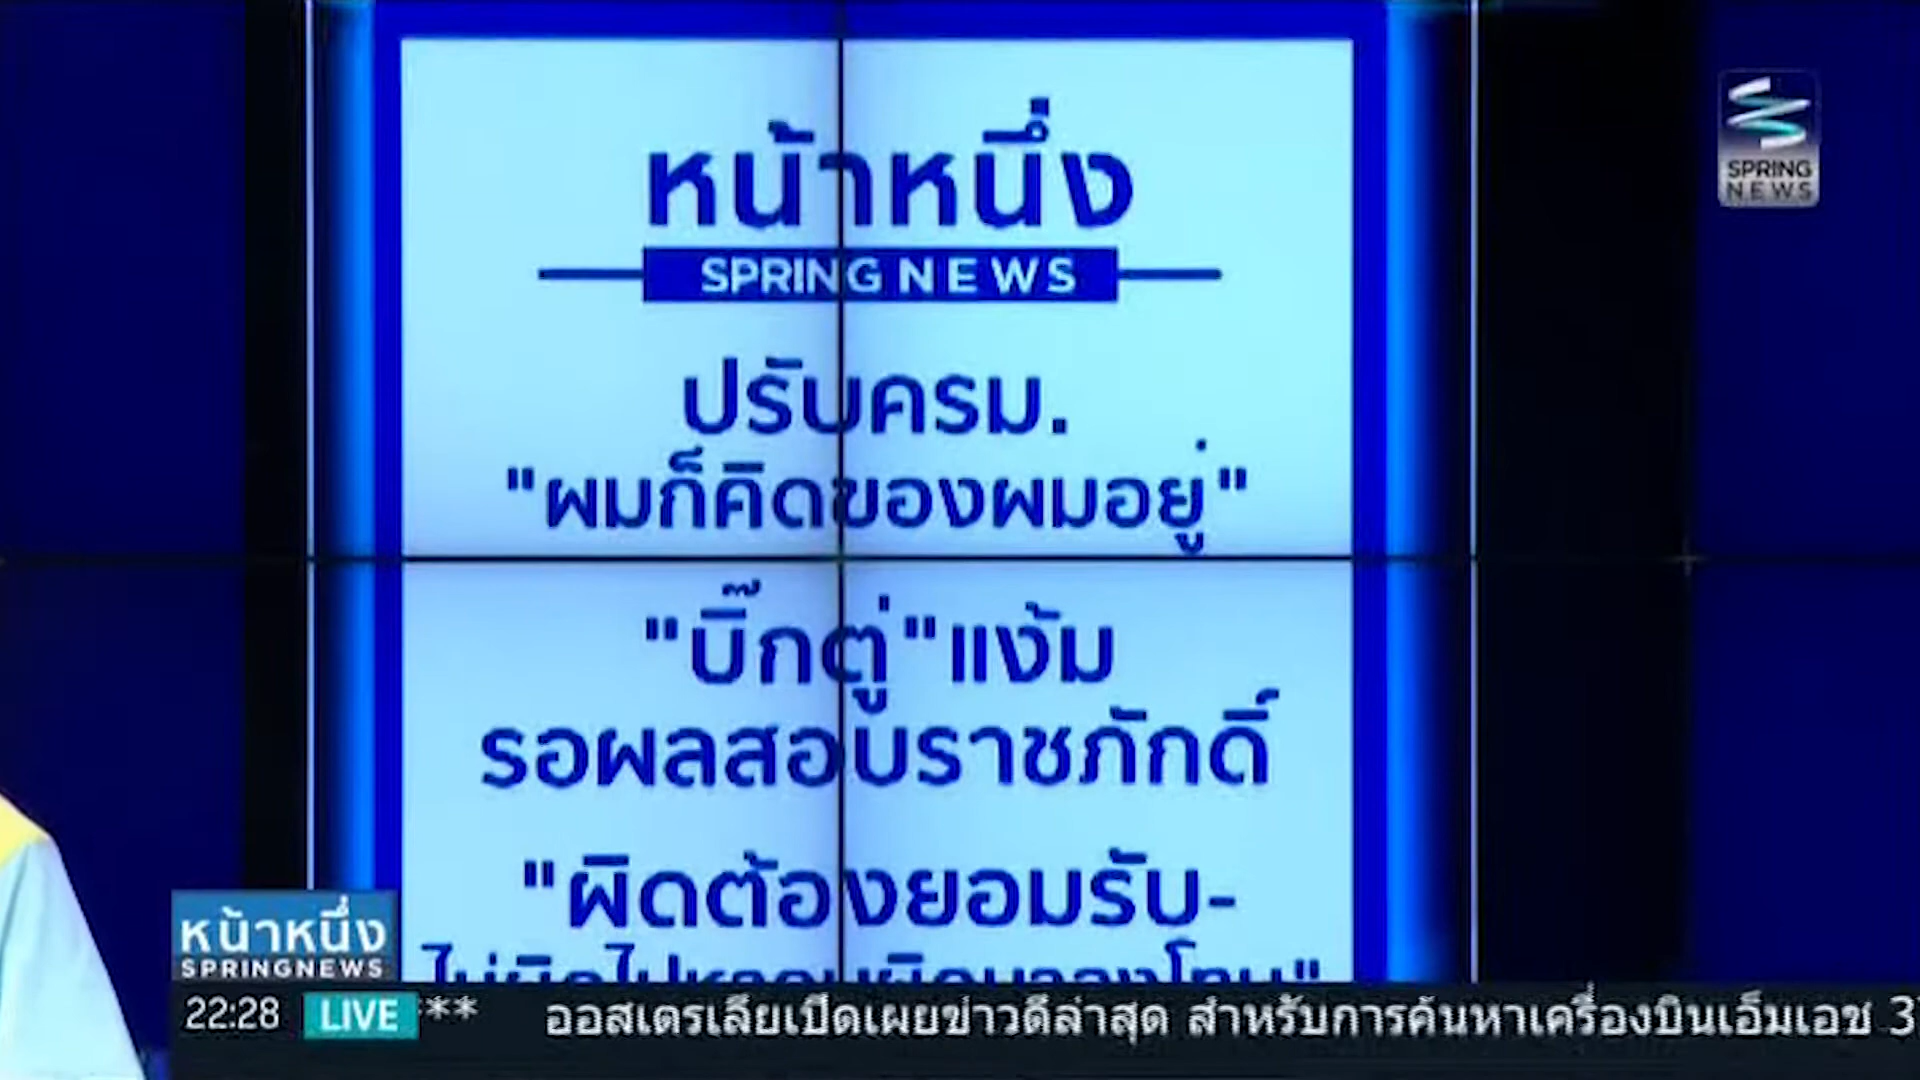 หน้าหนึ่ง
SPRING NEWS
ปรับครม.
"ผมก็คิดของผมอยู่"
"บิ๊กตู่"แง้ม
รอผลสอบราชภักดิ์
"ผิดต้องยอมรับ-
SPRING
NEWS
หน้าหนึ่ง
SPRINGNEWS
22:28 LIVE *** ออสเตรเลียเปิดเผยข่าวดีล่าสุด สำหรับการค้นหาเครื่องบินเอ็มเอช 3